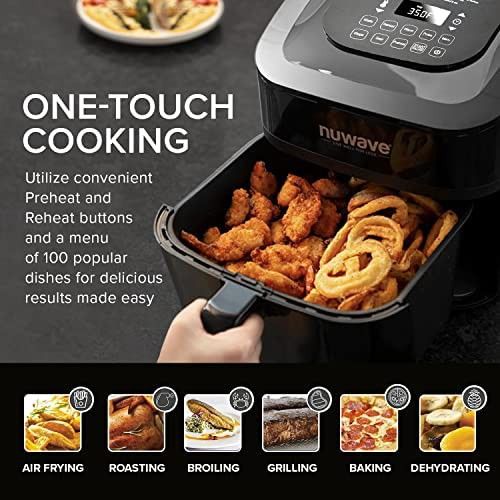 350F
nuwave
ONE-TOUCH
COOKING
Utilize convenient
Preheat and
Reheat buttons
and a menu
of 100 popular
dishes for delicious
results made easy
AIR FRYING
ROASTING
BROILING
GRILLING
BAKING
DEHYDRATING